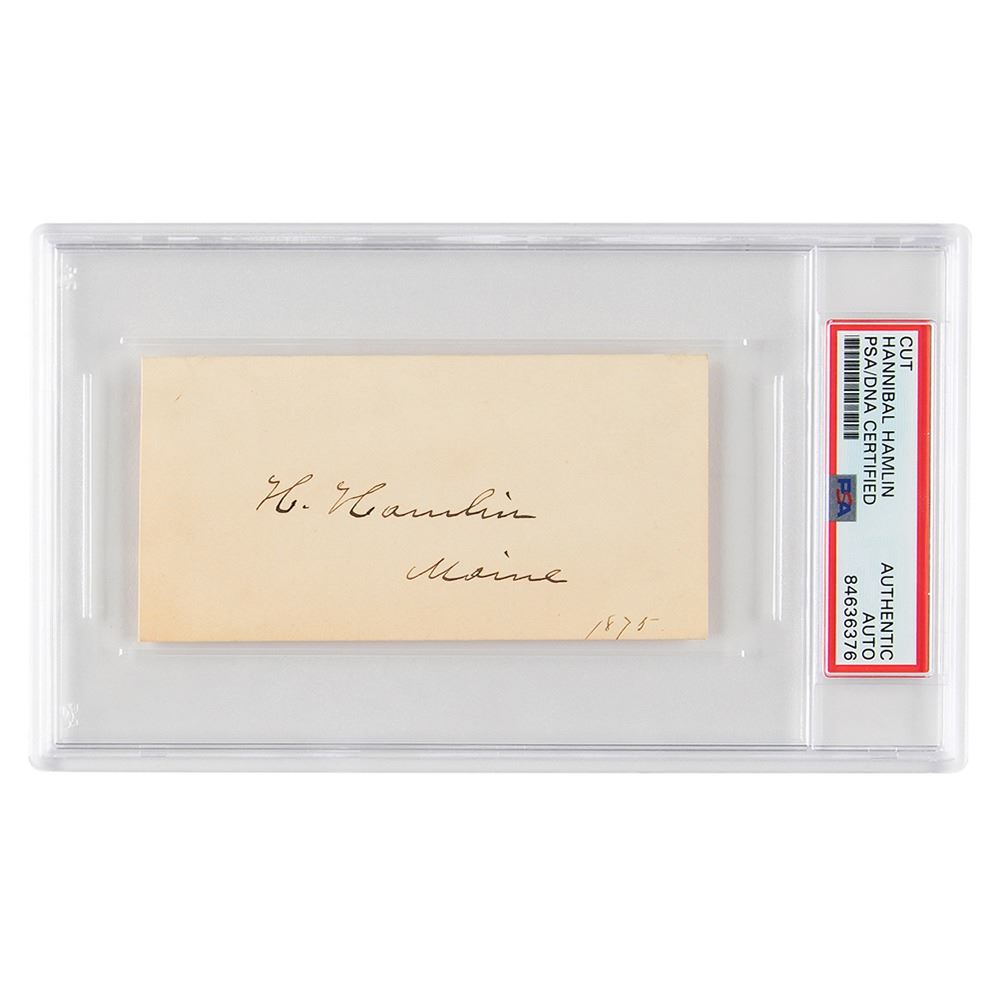 H. Hamlin
Maine
1875.
CUT
HANNIBAL HAMLIN
PSA/DNA CERTIFIED
PSA
AUTHENTIC
AUTO
84636376